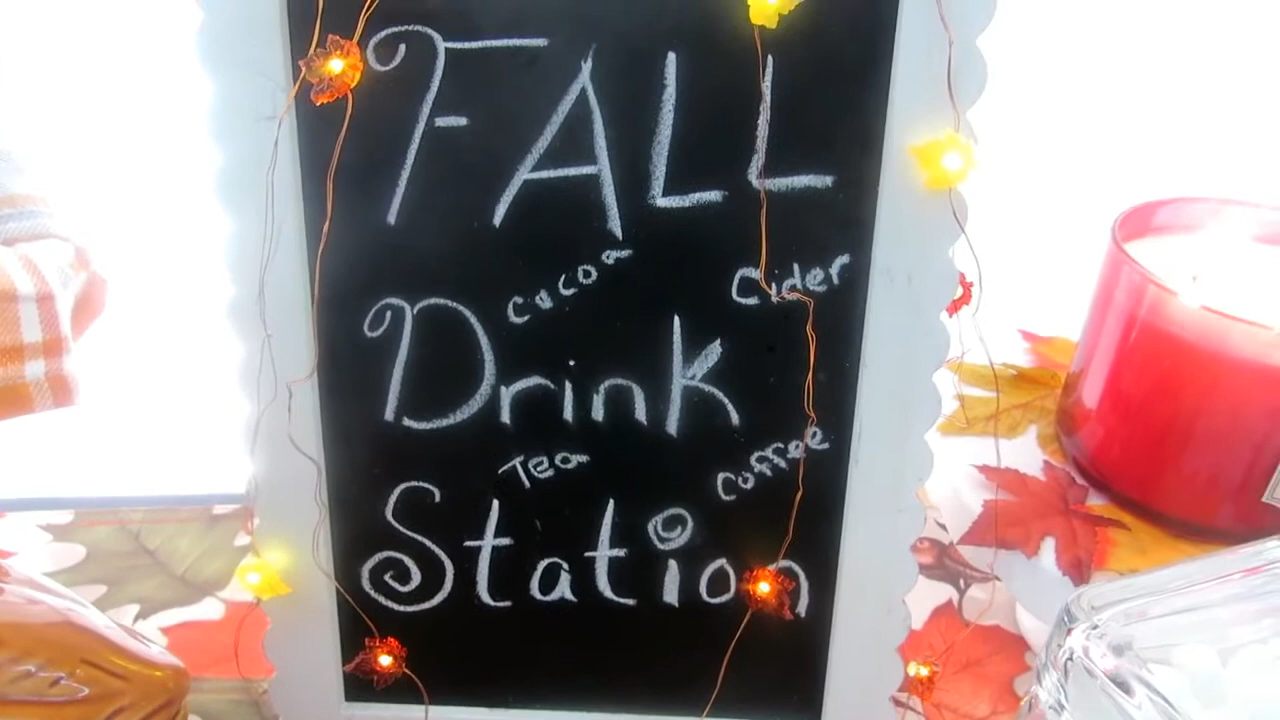 FALL
Cocoa Cider
Drink
Tea Coffee
Station